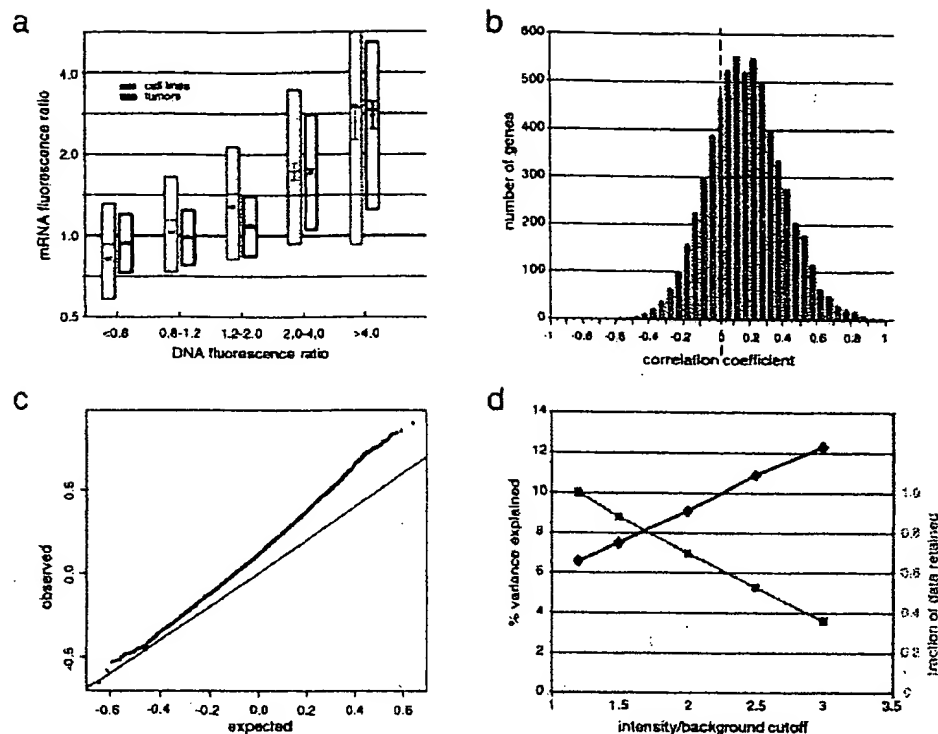 a
mRNA fluorescence ratio
4.0
2.0
1.0
0.5
cell lines
tumors
<0.8 0.8-1.2 1.2-2.0 2.0-4.0 >4.0
DNA fluorescence ratio
b
number of genes
600
500
400
300
200
100
0
-1 -0.8 -0.6 -0.4 -0.2 0 0.2 0.4 0.6 0.8 1
correlation coefficient
c
observed
0.5
0.0
-0.5
-0.6 -0.4 -0.2 0.0 0.2 0.4 0.6
expected
d
% variance explained
14
12
10
8
6
4
2
0
1 1.5 2 2.5 3 3.5
intensity/background cutoff
1.0
0.8
0.6
0.4
0.2
0
fraction of data retained